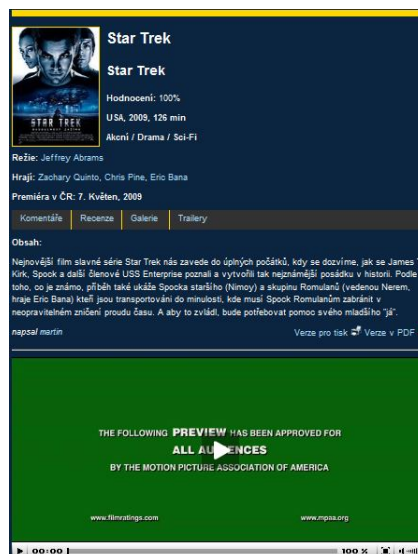 Star Trek
Star Trek
Hodnocení: 100%
USA, 2009, 126 min
Akcní / Drama / Sci-Fi
STAR TREK
Režie: Jeffrey Abrams
Hrají: Zachary Quinto, Chris Pine, Eric Bana
Premiéra v ČR: 7. Květen, 2009
Komentáře Recenze Galerie Trailery
Obsah:
Nejnovější film slavné série Star Trek nás zavede do úplných počátků, kdy se dozvíme, jak se James T
Kirk, Spock a další členové USS Enterprise poznali a vytvořili tak nejznámější posádku v historii. Podle
toho, co je známo, příběh také ukáže Spocka staršího (Nimoy) a skupinu Romulanů (vedenou Nerem,
hraje Eric Bana) kteří jsou transportováni do minulosti, kde musí Spock Romulanům zabránit v
neopravitelném zničení proudu času. A aby to zvládl, bude potřebovat pomoc svého mladšího "já".
napsal martin Verze pro tisk Verze v PDF
THE FOLLOWING PREVIEW HAS BEEN APPROVED FOR
ALL AUDIENCES
BY THE MOTION PICTURE ASSOCIATION OF AMERICA
www.filmratings.com www.mpaa.org
00:00 100 %